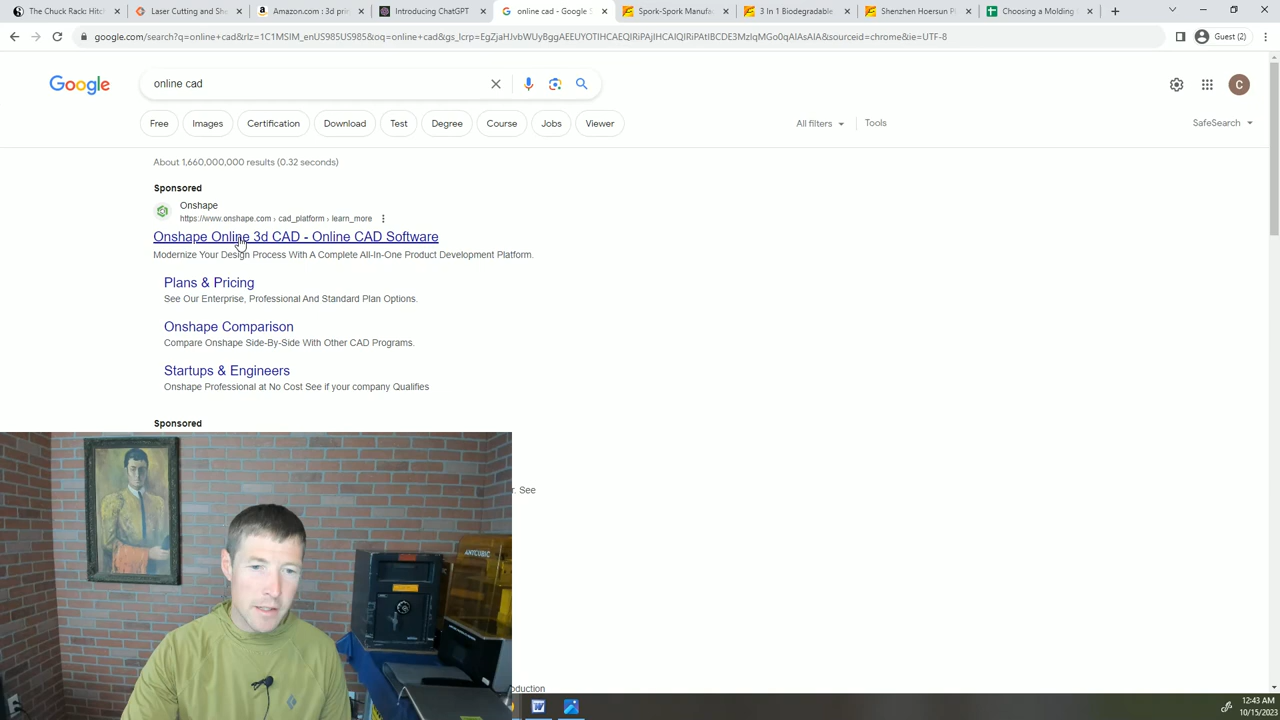 The Chuck Rack: Hitch
Laser Cutting and She
Amazon.com : 3d prin
Introducing ChatGPT
online cad - Google S
Spork-Spork Manufac
3 In 1 Biodegradable
Shenzhen Hoersun Pl
Choosing a Molding
google.com/search?q=online+cad&rlz=1C1MSIM_enUS985US985&oq=online+cad&gs_lcrp=EgZjaHJvbWUyBggAEEUYOTIHCAEQIRiPAjIHCAIQIRiPAtIBCDE3MzIqMGo0qAIAsAIA&sourceid=chrome&ie=UTF-8
Guest (2)
Google
online cad
C
Free Images Certification Download Test Degree Course Jobs Viewer
All filters Tools
SafeSearch
About 1,660,000,000 results (0.32 seconds)
Sponsored
Onshape
https://www.onshape.com › cad_platform › learn_more
Onshape Online 3d CAD - Online CAD Software
Modernize Your Design Process With A Complete All-In-One Product Development Platform.
Plans & Pricing
See Our Enterprise, Professional And Standard Plan Options.
Onshape Comparison
Compare Onshape Side-By-Side With Other CAD Programs.
Startups & Engineers
Onshape Professional at No Cost See if your company Qualifies
Sponsored
r. See
ANYCUBIC
oduction
12:43 AM
10/15/2023